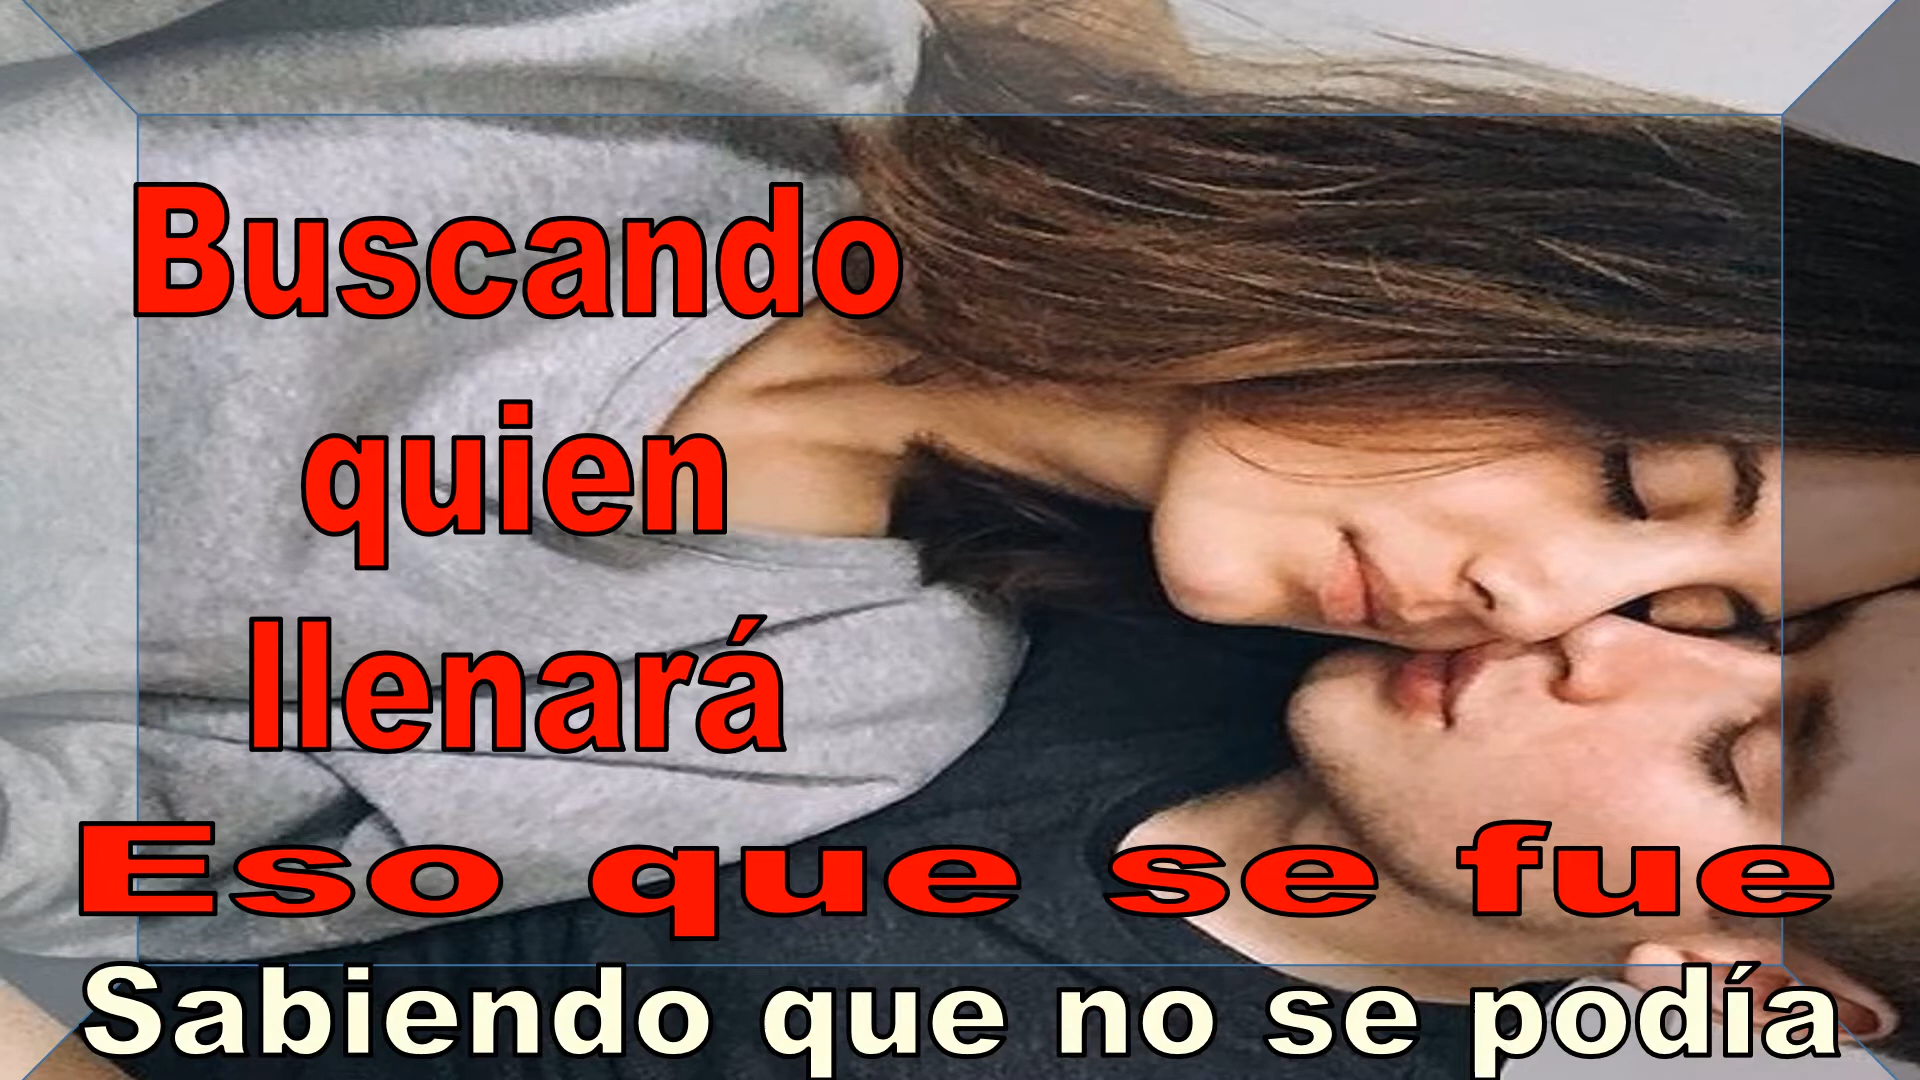 Buscando
quien
llenará
Eso que se fue
Sabiendo que no se podía